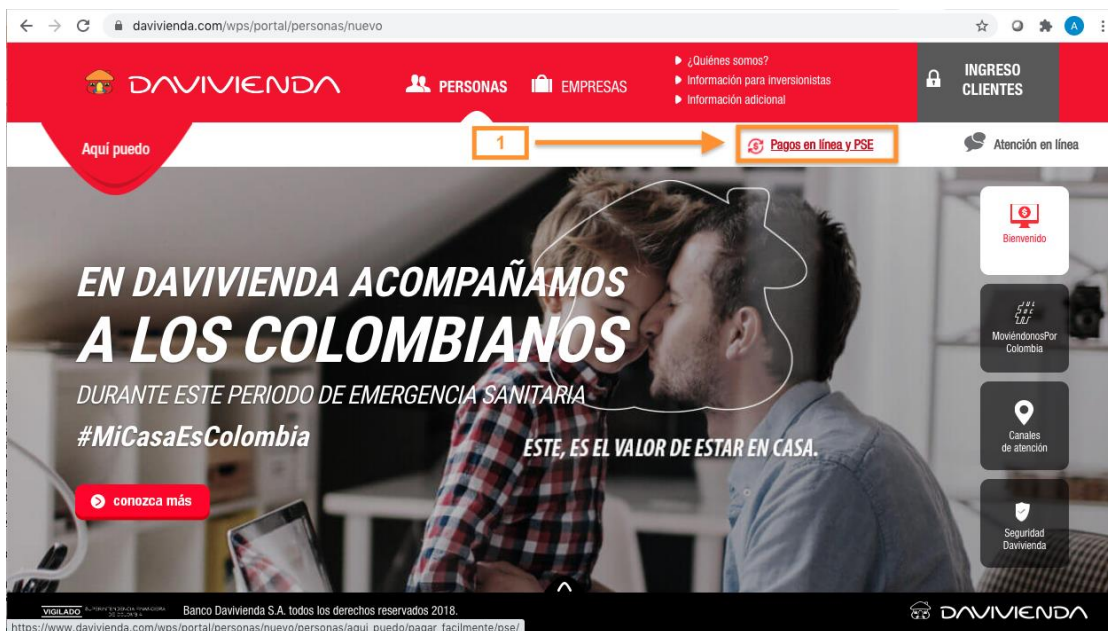 davivienda.com/wps/portal/personas/nuevo
A
DAVIVIENDA
PERSONAS
EMPRESAS
¿Quiénes somos?
Información para inversionistas
Información adicional
INGRESO
CLIENTES
Aquí puedo
1
Pagos en línea y PSE
Atención en línea
Bienvenido
EN DAVIVIENDA ACOMPAÑAMOS
A LOS COLOMBIANOS
DURANTE ESTE PERIODO DE EMERGENCIA SANITARIA
#MiCasaEsColombia
ESTE, ES EL VALOR DE ESTAR EN CASA.
conozca más
MoviéndonosPor
Colombia
Canales
de atención
Seguridad
Davivienda
VIGILADO SUPERINTENDENCIA FINANCIERA
DE COLOMBIA
Banco Davivienda S.A. todos los derechos reservados 2018.
DAVIVIENDA
https://www.davivienda.com/wps/portal/personas/nuevo/personas/aqui_puedo/pagar_facilmente/pse/